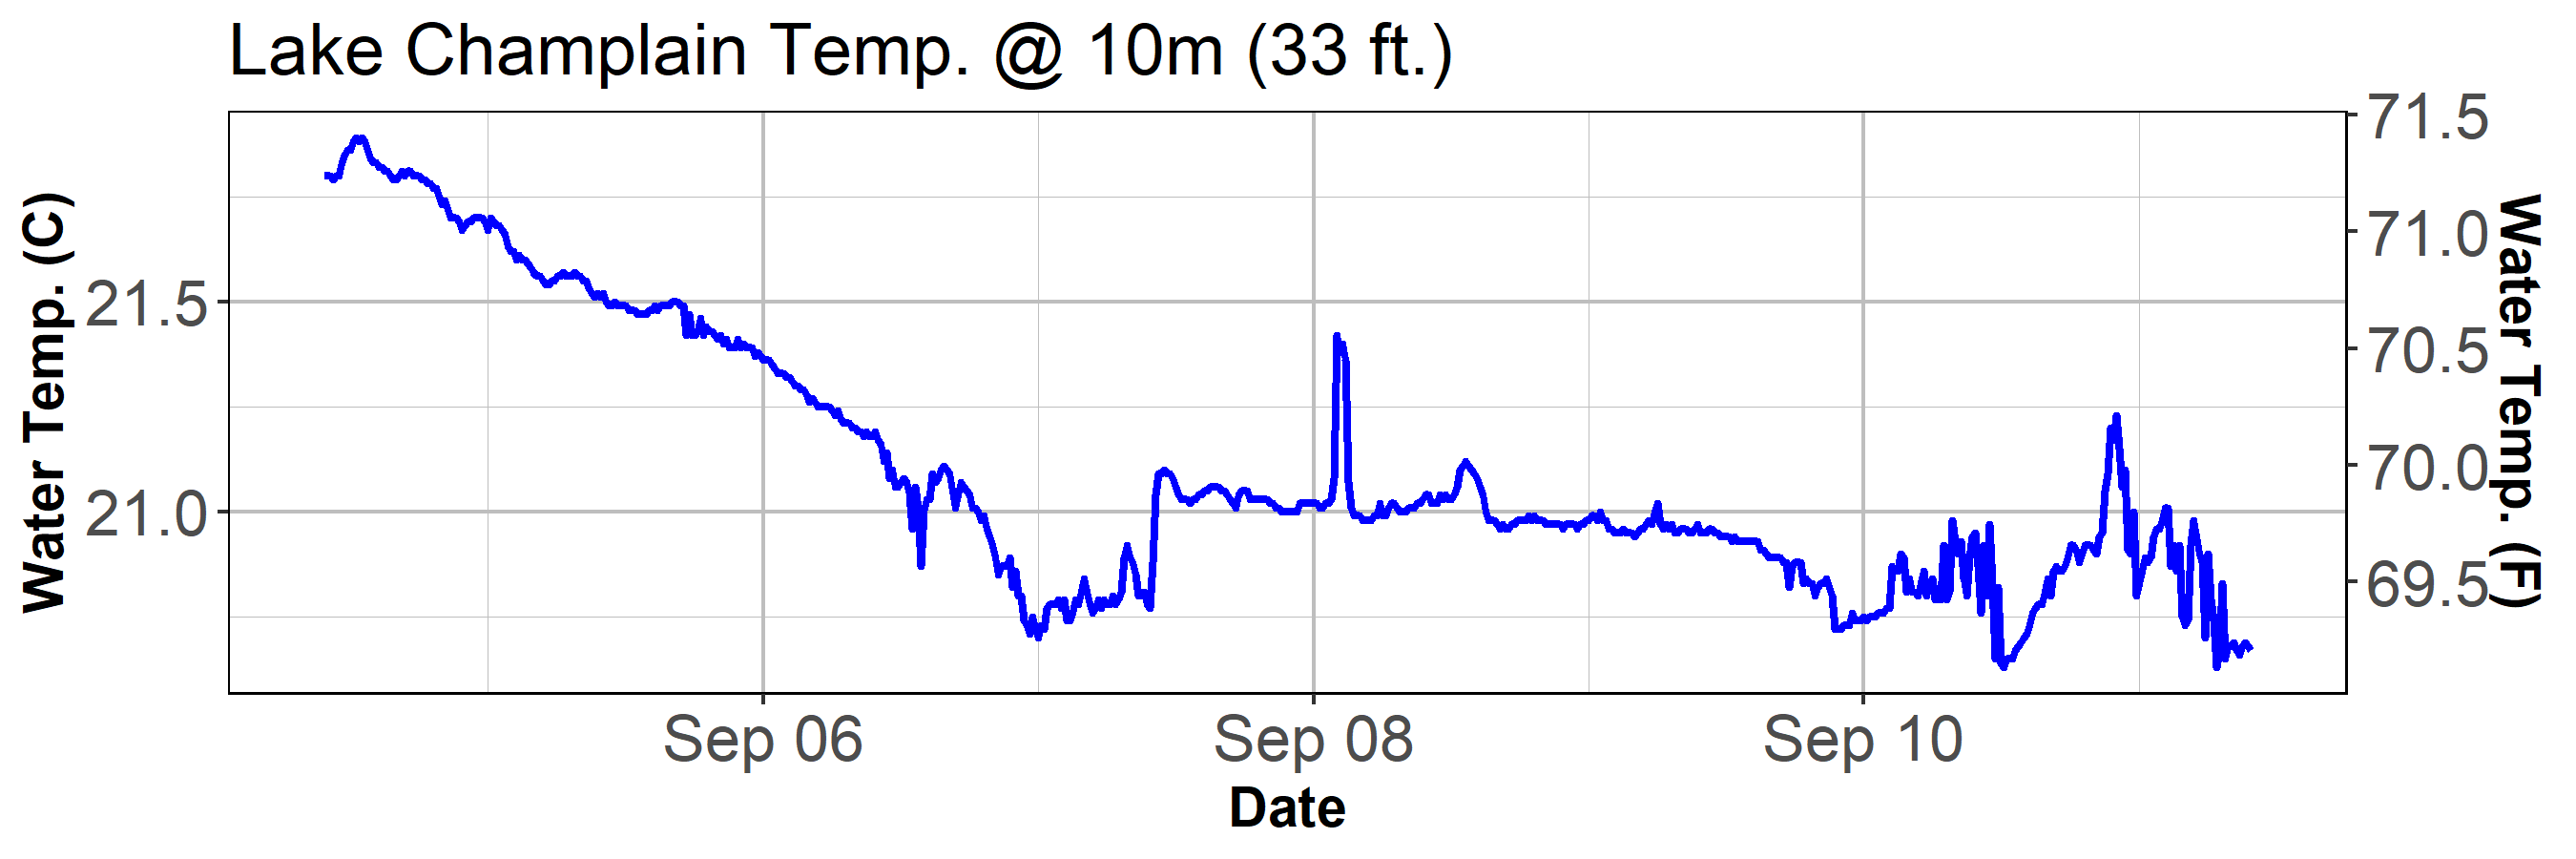 Lake Champlain Temp. @ 10m (33 ft.)
Water Temp. (C)
21.5
21.0
71.5
71.0
70.5
70.0
69.5
Water Temp. (F)
Sep 06 Sep 08 Sep 10
Date